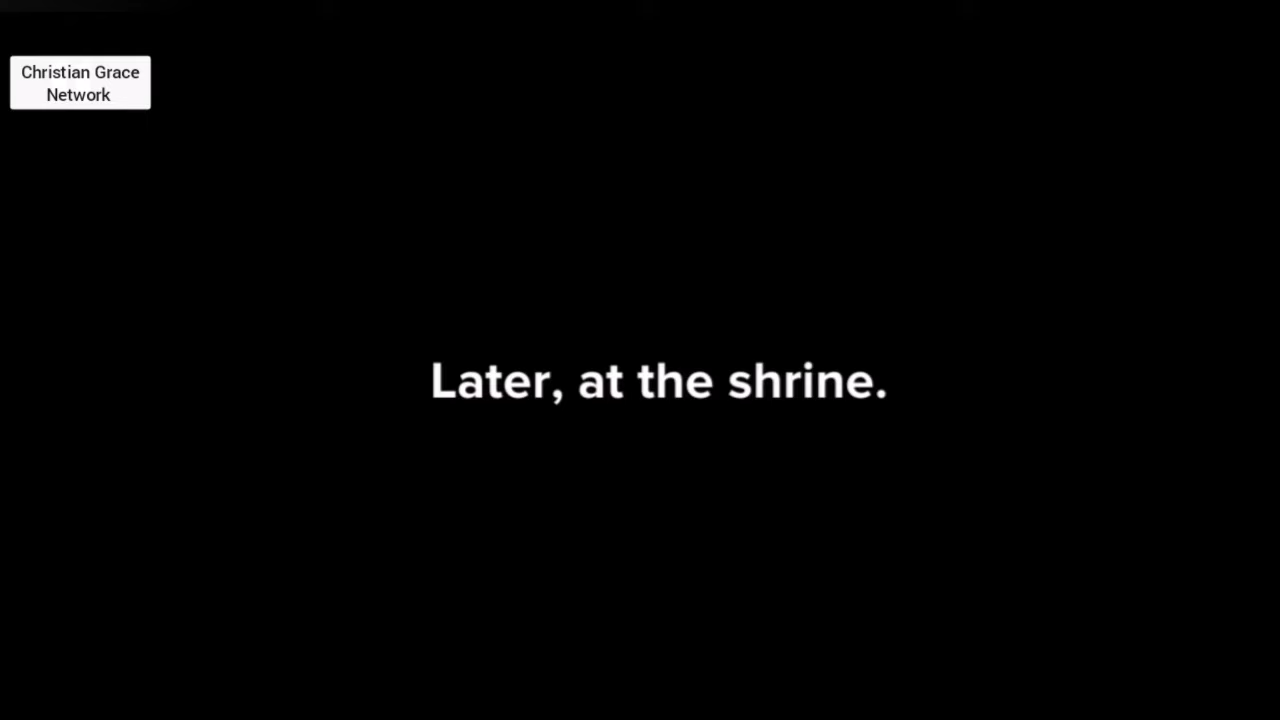 Christian Grace
Network
Later, at the shrine.